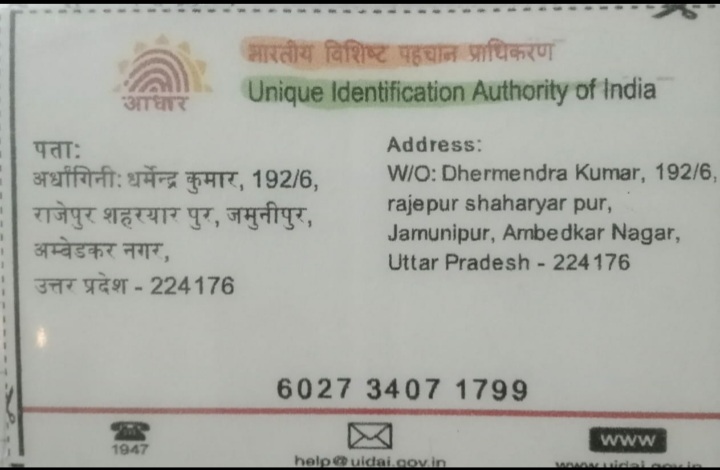 भारतीय विशिष्ट पहचान प्राधिकरण
Unique Identification Authority of India
आधार
पता:
अर्धांगिनी: धर्मेन्द्र कुमार, 192/6,
राजेपुर शहरयार पुर, जमुनीपुर,
अम्बेडकर नगर,
उत्तर प्रदेश - 224176
Address:
W/O: Dhermendra Kumar, 192/6,
rajepur shaharyar pur,
Jamunipur, Ambedkar Nagar,
Uttar Pradesh - 224176
6027 3407 1799
1947
help@uidai.gov.in
www
www.uidai.gov.in